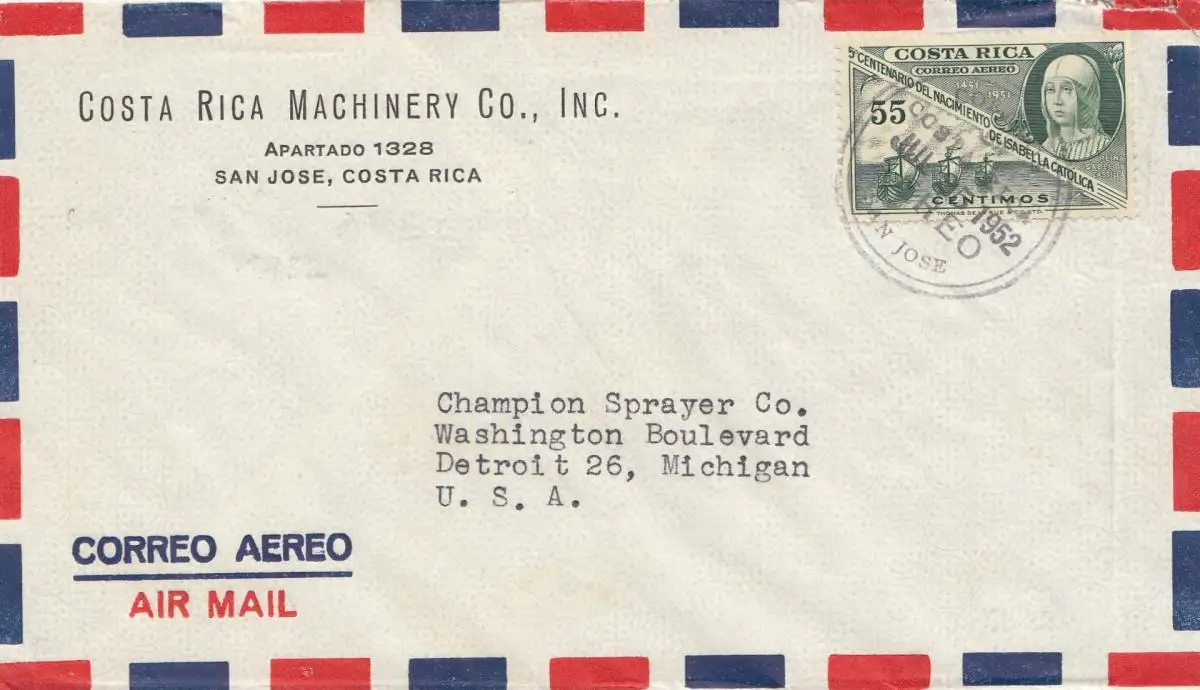 COSTA RICA MACHINERY CO., INC.
APARTADO 1328
SAN JOSE, COSTA RICA
COSTA RICA
CORREO AEREO
1451 1951
5º CENTENARIO DEL NACIMIENTO DE ISABEL LA CATOLICA
55
CENTIMOS
1952
SAN JOSE
Champion Sprayer Co.
Washington Boulevard
Detroit 26, Michigan
U. S. A.
CORREO AEREO
AIR MAIL